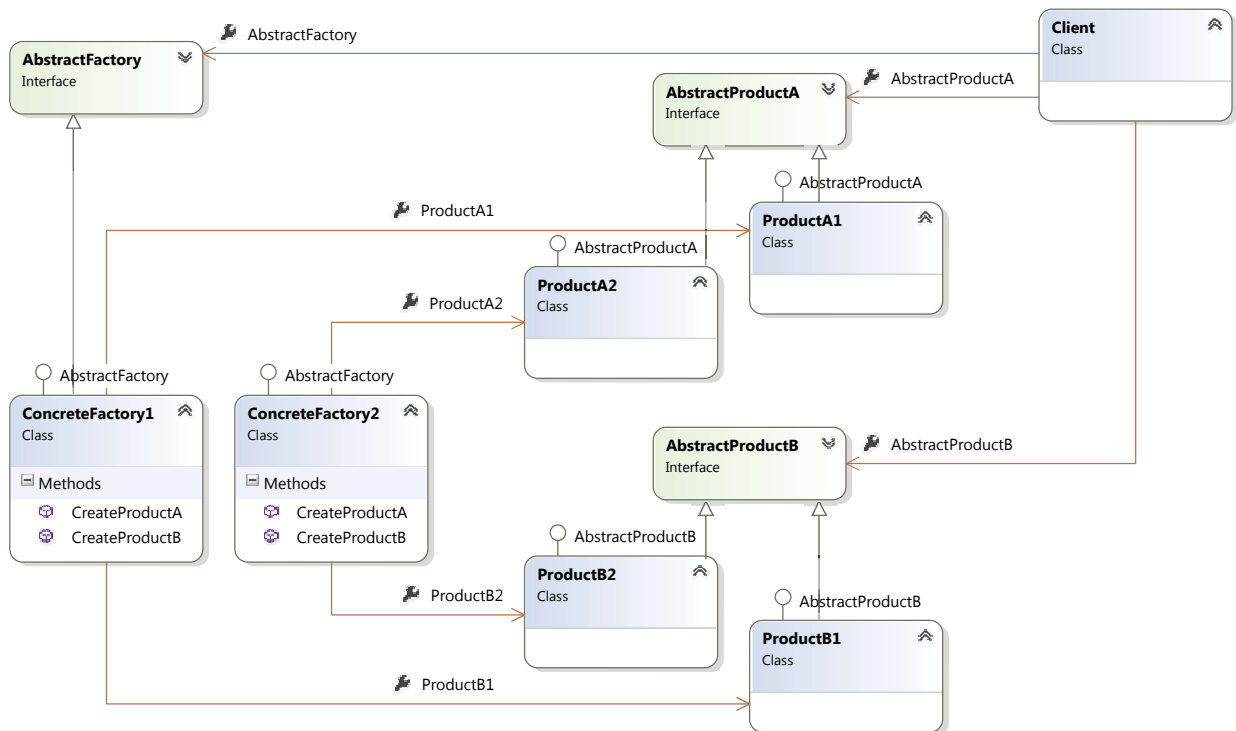 AbstractFactory
Client
Class
AbstractFactory
Interface
AbstractProductA
AbstractProductA
Interface
AbstractProductA
ProductA1
ProductA1
Class
AbstractProductA
ProductA2
Class
ProductA2
AbstractFactory
AbstractFactory
ConcreteFactory1
Class
Methods
CreateProductA
CreateProductB
ConcreteFactory2
Class
Methods
CreateProductA
CreateProductB
AbstractProductB
Interface
AbstractProductB
AbstractProductB
ProductB2
Class
ProductB2
AbstractProductB
ProductB1
Class
ProductB1